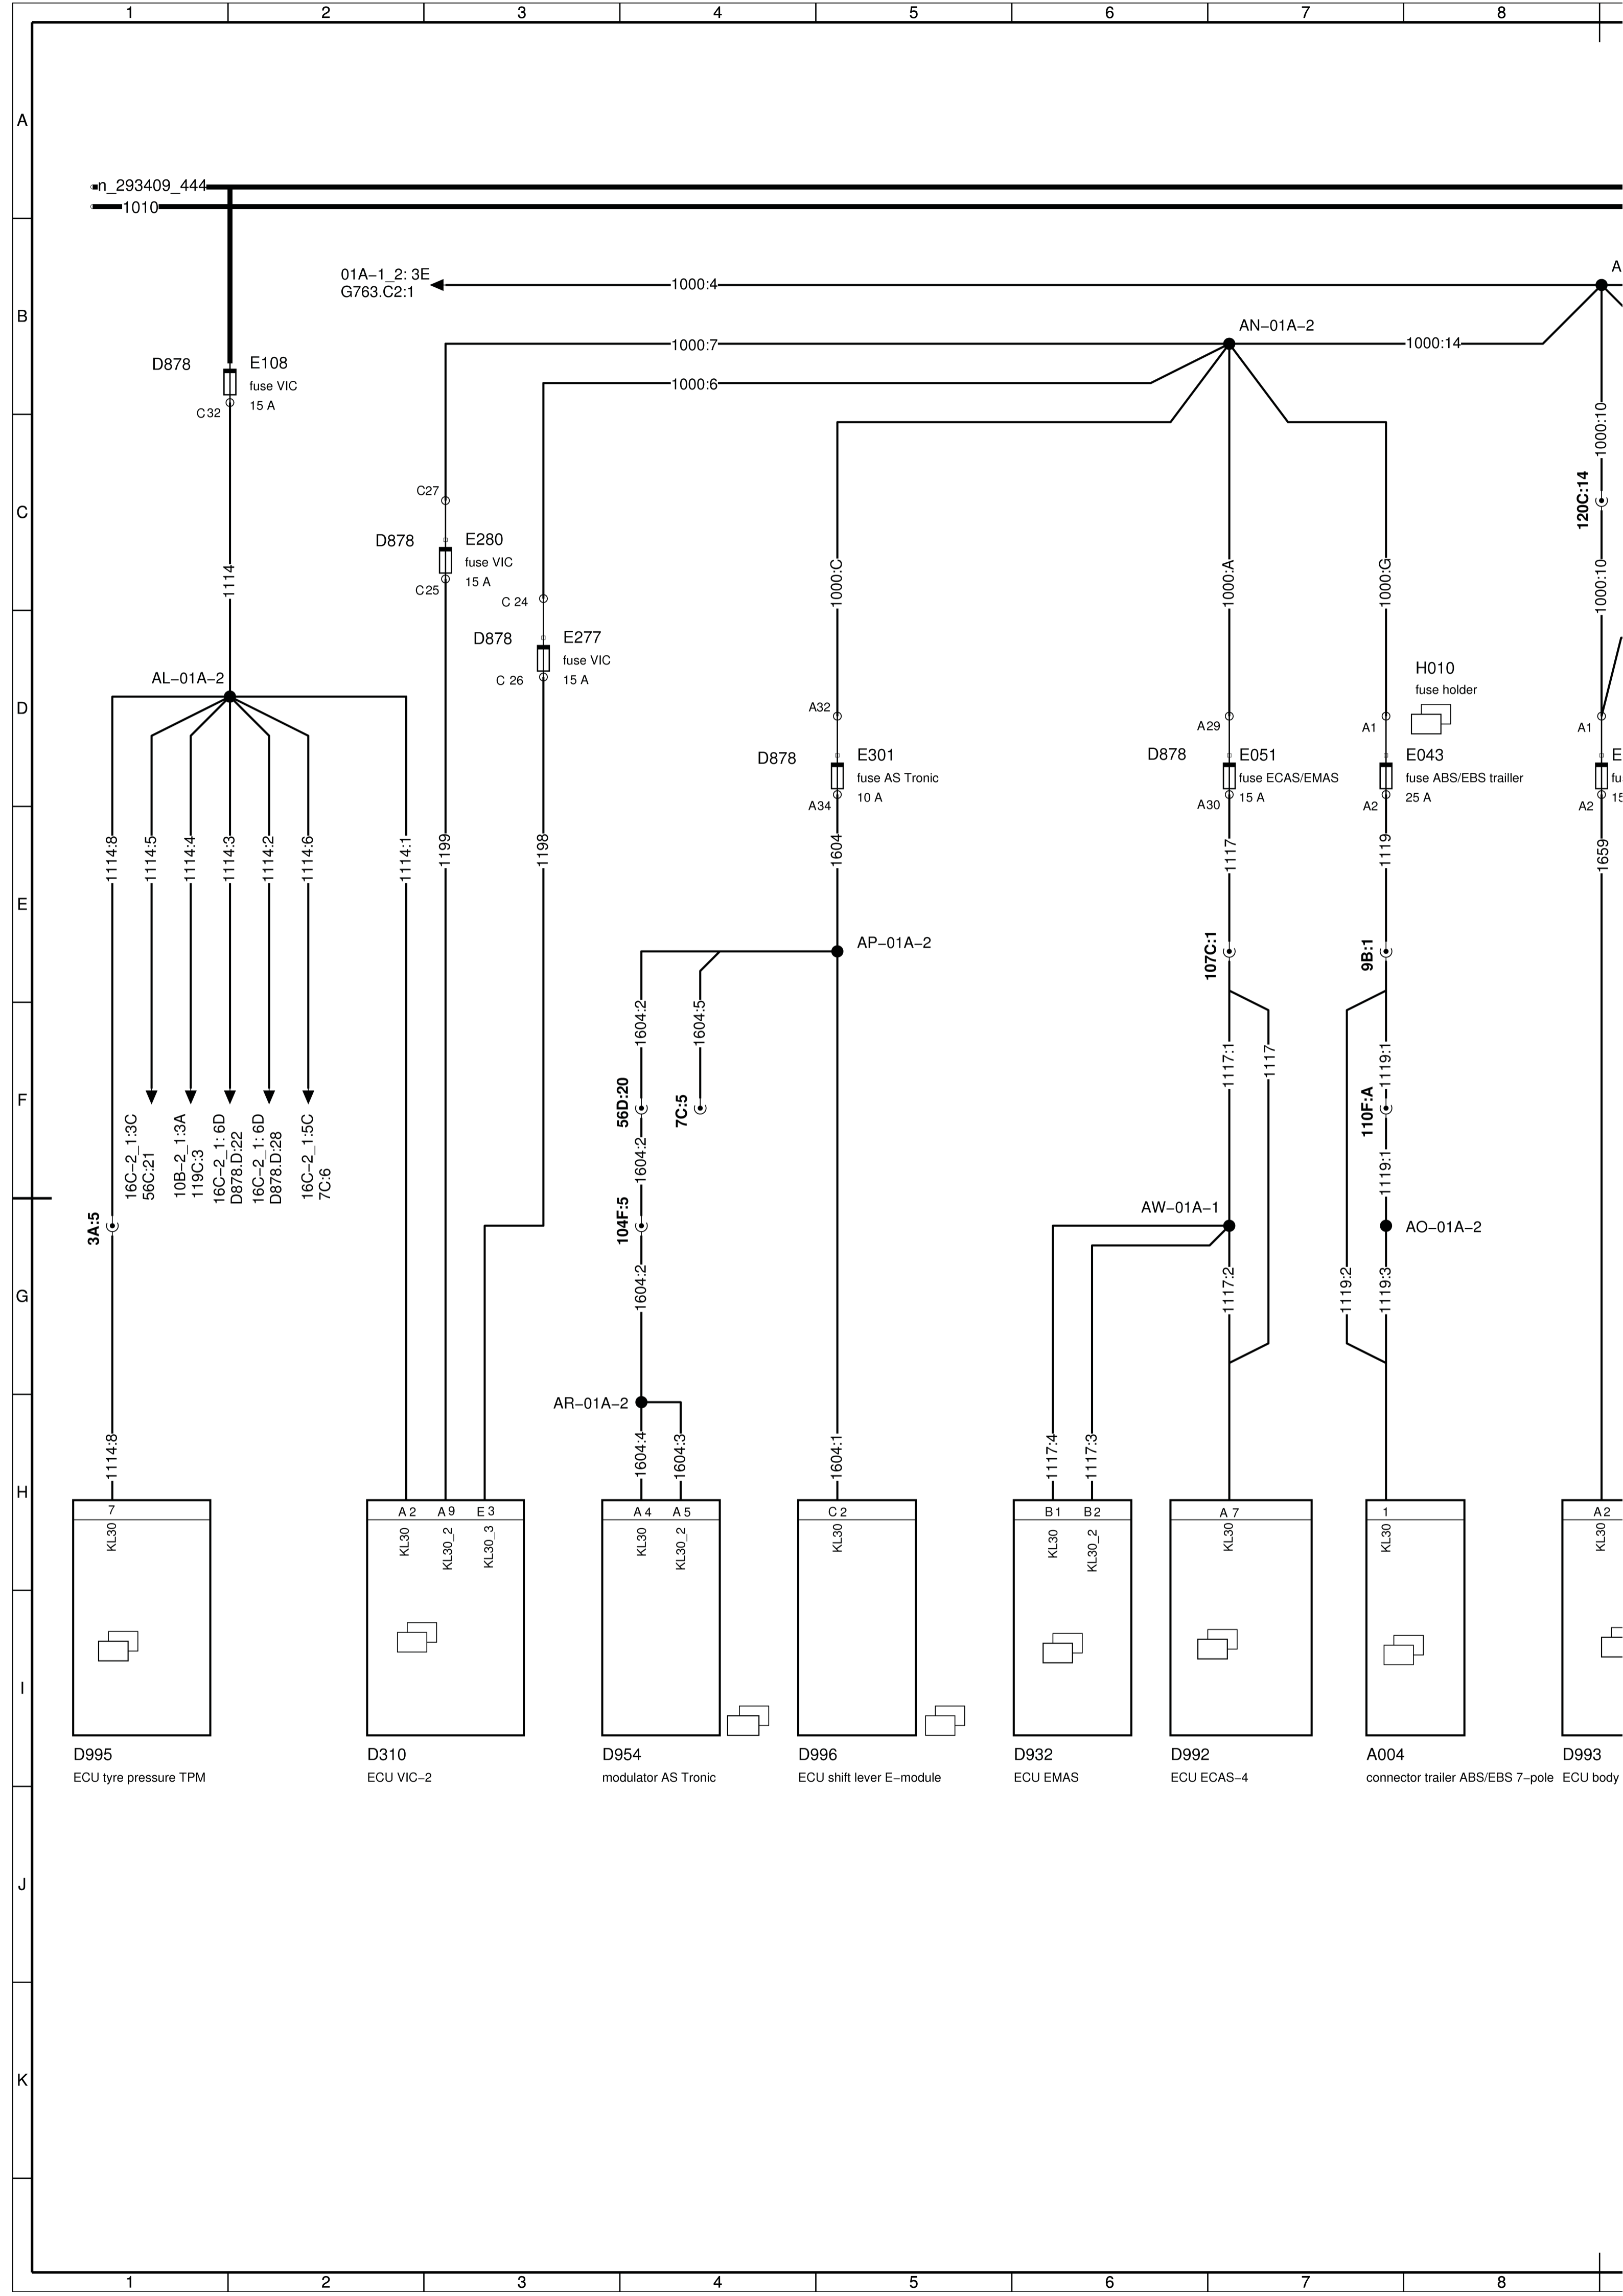 1 2 3 4 5 6 7 8
A
n_293409_444
1010
A
01A–1_2: 3E
G763.C2:1
1000:4
B
AN–01A–2
1000:7
1000:14
1000:6
D878
E108
fuse VIC
15 A
C32
1000:10
C27
120C:14
C
D878
E280
fuse VIC
15 A
C25
1114
1000:C
1000:A
1000:G
1000:10
C 24
D878
E277
fuse VIC
15 A
C 26
H010
fuse holder
AL–01A–2
D
A32
A29
A1
A1
D878
E301
fuse AS Tronic
10 A
A34
D878
E051
fuse ECAS/EMAS
15 A
A30
E043
fuse ABS/EBS trailler
25 A
A2
E
fu
15
A2
1114:8
1114:5
1114:4
1114:3
1114:2
1114:6
1114:1
1199
1198
1604
1117
1119
1659
E
AP–01A–2
107C:1
9B:1
1604:2
1604:5
1117:1
1117
1119:1
F
56D:20
7C:5
110F:A
16C–2_1:3C
56C:21
10B–2_1:3A
119C:3
16C–2_1: 6D
D878.D:22
16C–2_1: 6D
D878.D:28
16C–2_1:5C
7C:6
1604:2
1119:1
3A:5
104F:5
AW–01A–1
AO–01A–2
G
1604:2
1117:2
1119:2
1119:3
AR–01A–2
1114:8
1604:4
1604:3
1604:1
1117:4
1117:3
H
7
A 2
A 9
E 3
A 4
A 5
C 2
B 1
B 2
A 7
1
A 2
KL30
KL30
KL30_2
KL30_3
KL30
KL30_2
KL30
KL30
KL30_2
KL30
KL30
KL30
I
D995
ECU tyre pressure TPM
D310
ECU VIC–2
D954
modulator AS Tronic
D996
ECU shift lever E–module
D932
ECU EMAS
D992
ECU ECAS–4
A004
connector trailer ABS/EBS 7–pole
D993
ECU body
J
K
1 2 3 4 5 6 7 8